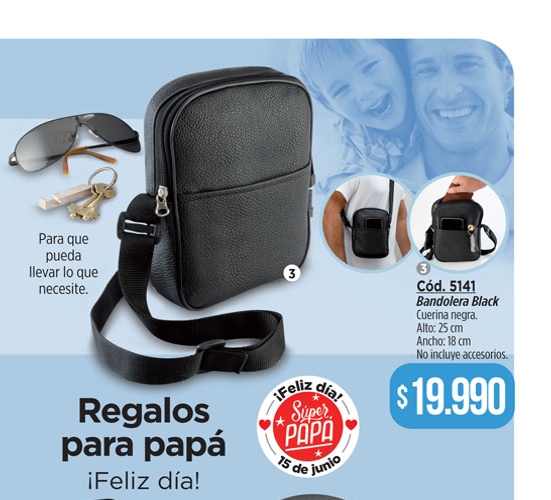 Para que
pueda
llevar lo que
necesite.
3
3
Cód. 5141
Bandolera Black
Cuerina negra.
Alto: 25 cm
Ancho: 18 cm
No incluye accesorios.
$19.990
Regalos
para papá
¡Feliz día!
¡Feliz día!
Súper
PAPÁ
15 de junio